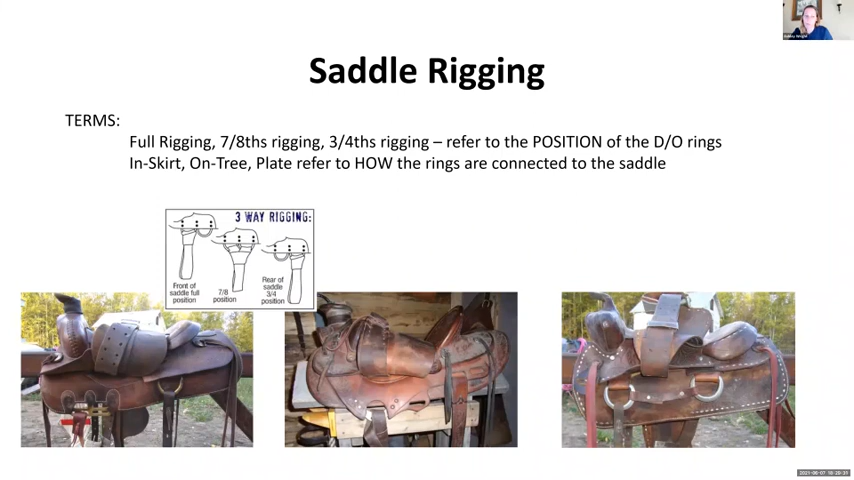 Saddle Rigging
TERMS:
Full Rigging, 7/8ths rigging, 3/4ths rigging – refer to the POSITION of the D/O rings
In-Skirt, On-Tree, Plate refer to HOW the rings are connected to the saddle
3 WAY RIGGING:
Front of
saddle full
position
7/8
position
Rear of
saddle
3/4
position